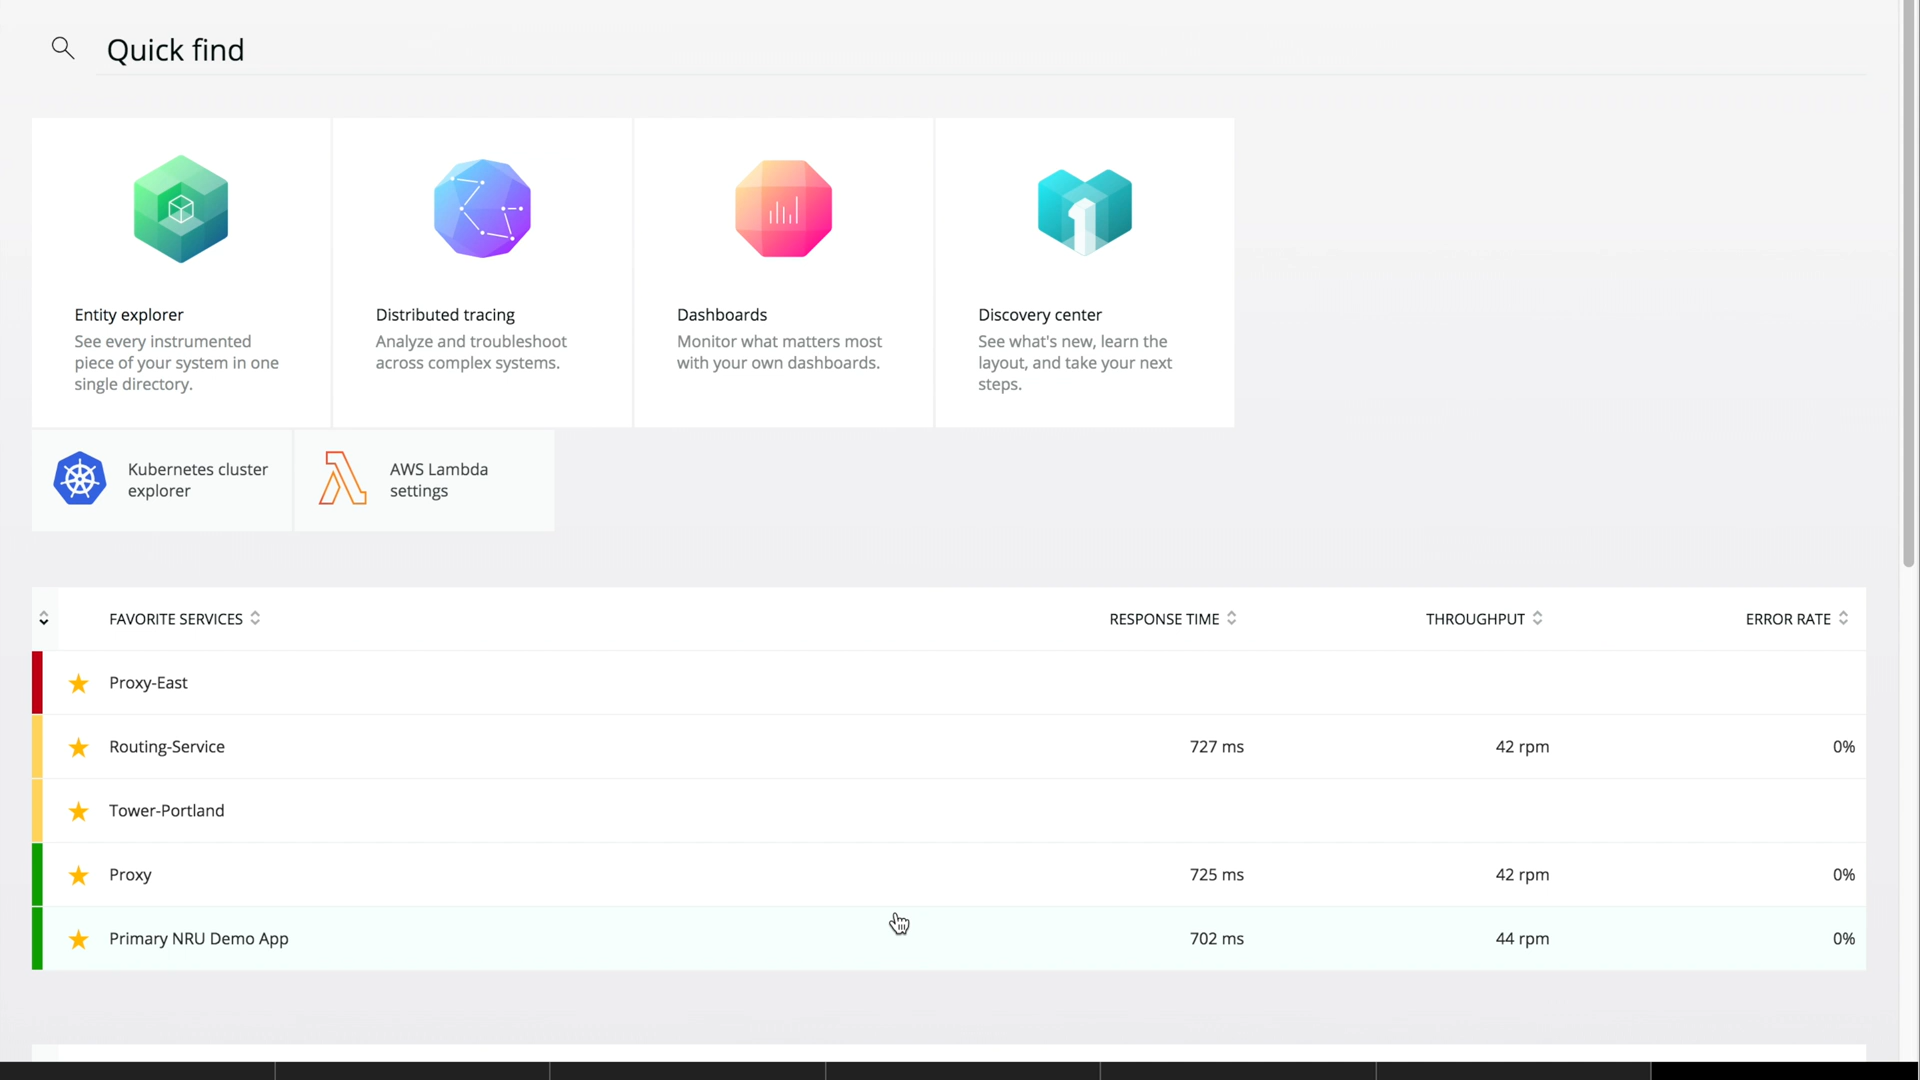 Quick find
Entity explorer
See every instrumented
piece of your system in one
single directory.
Distributed tracing
Analyze and troubleshoot
across complex systems.
Dashboards
Monitor what matters most
with your own dashboards.
Discovery center
See what's new, learn the
layout, and take your next
steps.
Kubernetes cluster
explorer
AWS Lambda
settings
FAVORITE SERVICES RESPONSE TIME THROUGHPUT ERROR RATE
Proxy-East
Routing-Service 727 ms 42 rpm 0%
Tower-Portland
Proxy 725 ms 42 rpm 0%
Primary NRU Demo App 702 ms 44 rpm 0%